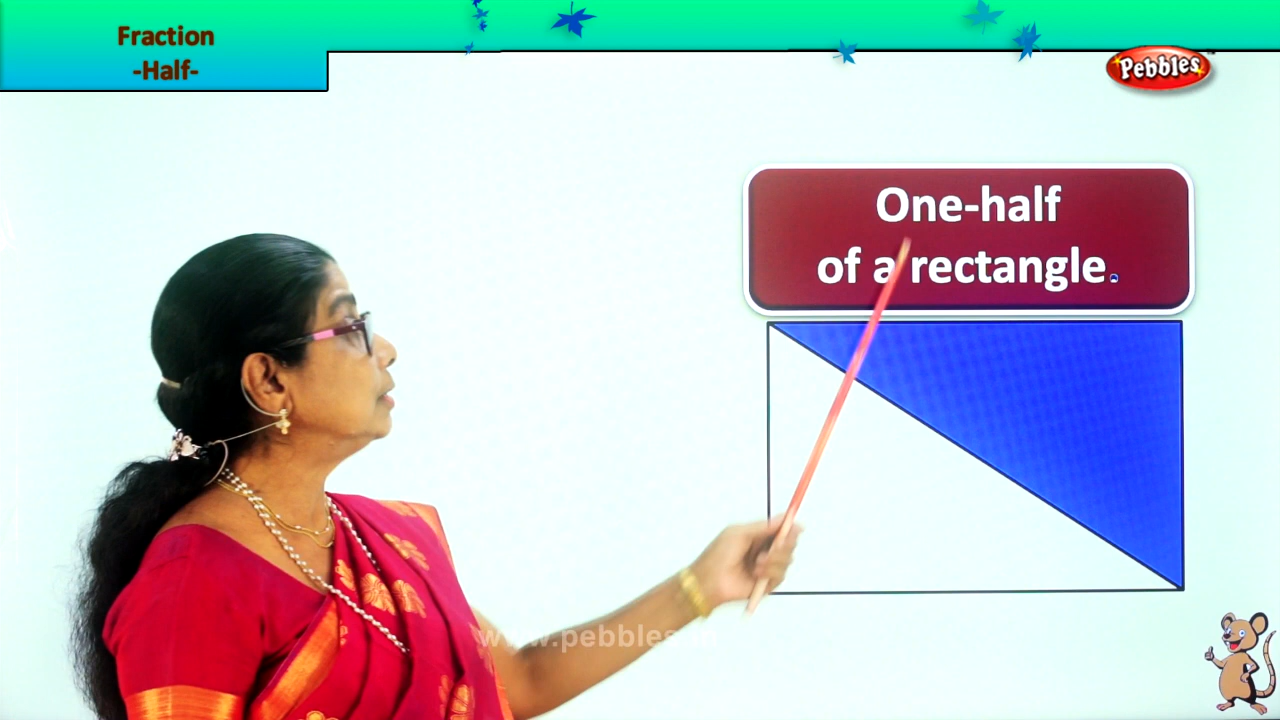 Fraction
-Half-
Pebbles
One-half
of a rectangle.